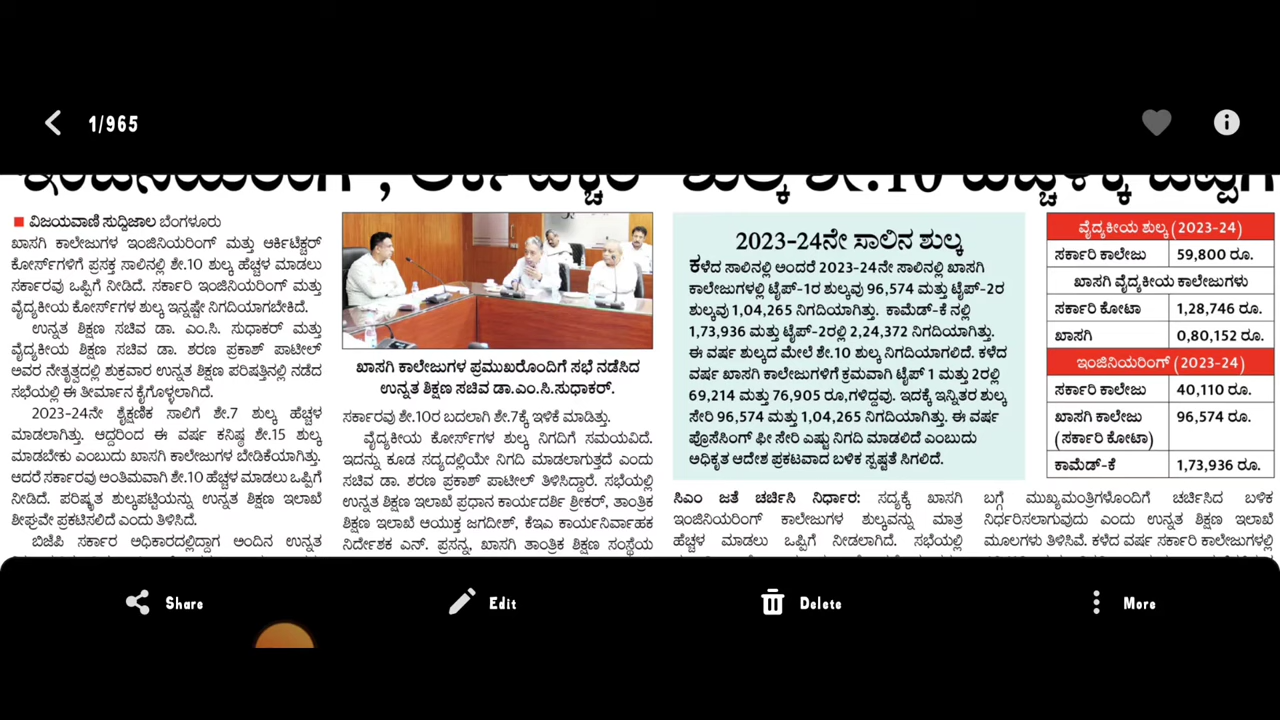 1/965
ಇಂಜಿನಿಯರಿಂಗ್, ಆರ್ಕಿಟೆಕ್ಚರ್ ಶುಲ್ಕ ಶೇ.10 ಹೆಚ್ಚಳಕ್ಕೆ ಒಪ್ಪಿಗೆ
ವಿಜಯವಾಣಿ ಸುದ್ದಿಜಾಲ ಬೆಂಗಳೂರು
ಖಾಸಗಿ ಕಾಲೇಜುಗಳ ಇಂಜಿನಿಯರಿಂಗ್ ಮತ್ತು ಆರ್ಕಿಟೆಕ್ಚರ್
ಕೋರ್ಸ್‌ಗಳಿಗೆ ಪ್ರಸಕ್ತ ಸಾಲಿನಲ್ಲಿ ಶೇ.10 ಶುಲ್ಕ ಹೆಚ್ಚಳ ಮಾಡಲು
ಸರ್ಕಾರವು ಒಪ್ಪಿಗೆ ನೀಡಿದೆ. ಸರ್ಕಾರಿ ಇಂಜಿನಿಯರಿಂಗ್ ಮತ್ತು
ವೈದ್ಯಕೀಯ ಕೋರ್ಸ್‌ಗಳ ಶುಲ್ಕ ಇನ್ನಷ್ಟೇ ನಿಗದಿಯಾಗಬೇಕಿದೆ.
ಉನ್ನತ ಶಿಕ್ಷಣ ಸಚಿವ ಡಾ. ಎಂ.ಸಿ. ಸುಧಾಕರ್ ಮತ್ತು
ವೈದ್ಯಕೀಯ ಶಿಕ್ಷಣ ಸಚಿವ ಡಾ. ಶರಣ ಪ್ರಕಾಶ್ ಪಾಟೀಲ್
ಅವರ ನೇತೃತ್ವದಲ್ಲಿ ಶುಕ್ರವಾರ ಉನ್ನತ ಶಿಕ್ಷಣ ಪರಿಷತ್ತಿನಲ್ಲಿ ನಡೆದ
ಸಭೆಯಲ್ಲಿ ಈ ತೀರ್ಮಾನ ಕೈಗೊಳ್ಳಲಾಗಿದೆ.
2023-24ನೇ ಶೈಕ್ಷಣಿಕ ಸಾಲಿಗೆ ಶೇ.7 ಶುಲ್ಕ ಹೆಚ್ಚಳ
ಮಾಡಲಾಗಿತ್ತು. ಆದ್ದರಿಂದ ಈ ವರ್ಷ ಕನಿಷ್ಠ ಶೇ.15 ಶುಲ್ಕ
ಮಾಡಬೇಕು ಎಂಬುದು ಖಾಸಗಿ ಕಾಲೇಜುಗಳ ಬೇಡಿಕೆಯಾಗಿತ್ತು.
ಆದರೆ ಸರ್ಕಾರವು ಅಂತಿಮವಾಗಿ ಶೇ.10 ಹೆಚ್ಚಳ ಮಾಡಲು ಒಪ್ಪಿಗೆ
ನೀಡಿದೆ. ಪರಿಷ್ಕೃತ ಶುಲ್ಕಪಟ್ಟಿಯನ್ನು ಉನ್ನತ ಶಿಕ್ಷಣ ಇಲಾಖೆ
ಶೀಘ್ರವೇ ಪ್ರಕಟಿಸಲಿದೆ ಎಂದು ತಿಳಿಸಿದೆ.
ಬಿಜೆಪಿ ಸರ್ಕಾರ ಅಧಿಕಾರದಲ್ಲಿದ್ದಾಗ ಅಂದಿನ ಉನ್ನತ
ಖಾಸಗಿ ಕಾಲೇಜುಗಳ ಪ್ರಮುಖರೊಂದಿಗೆ ಸಭೆ ನಡೆಸಿದ
ಉನ್ನತ ಶಿಕ್ಷಣ ಸಚಿವ ಡಾ.ಎಂ.ಸಿ.ಸುಧಾಕರ್.
ಸರ್ಕಾರವು ಶೇ.10ರ ಬದಲಾಗಿ ಶೇ.7ಕ್ಕೆ ಇಳಿಕೆ ಮಾಡಿತ್ತು.
ವೈದ್ಯಕೀಯ ಕೋರ್ಸ್‌ಗಳ ಶುಲ್ಕ ನಿಗದಿಗೆ ಸಮಯವಿದೆ.
ಇದನ್ನು ಕೂಡ ಸದ್ಯದಲ್ಲಿಯೇ ನಿಗದಿ ಮಾಡಲಾಗುತ್ತದೆ ಎಂದು
ಸಚಿವ ಡಾ. ಶರಣ ಪ್ರಕಾಶ್ ಪಾಟೀಲ್ ತಿಳಿಸಿದ್ದಾರೆ. ಸಭೆಯಲ್ಲಿ
ಉನ್ನತ ಶಿಕ್ಷಣ ಇಲಾಖೆ ಪ್ರಧಾನ ಕಾರ್ಯದರ್ಶಿ ಶ್ರೀಕರ್, ತಾಂತ್ರಿಕ
ಶಿಕ್ಷಣ ಇಲಾಖೆ ಆಯುಕ್ತ ಜಗದೀಶ್, ಕೆಇಎ ಕಾರ್ಯನಿರ್ವಾಹಕ
ನಿರ್ದೇಶಕ ಎನ್. ಪ್ರಸನ್ನ, ಖಾಸಗಿ ತಾಂತ್ರಿಕ ಶಿಕ್ಷಣ ಸಂಸ್ಥೆಯ
2023-24ನೇ ಸಾಲಿನ ಶುಲ್ಕ
ಕಳೆದ ಸಾಲಿನಲ್ಲಿ ಅಂದರೆ 2023-24ನೇ ಸಾಲಿನಲ್ಲಿ ಖಾಸಗಿ
ಕಾಲೇಜುಗಳಲ್ಲಿ ಟೈಪ್-1ರ ಶುಲ್ಕವು 96,574 ಮತ್ತು ಟೈಪ್-2ರ
ಶುಲ್ಕವು 1,04,265 ನಿಗದಿಯಾಗಿತ್ತು. ಕಾಮೆಡ್-ಕೆ ನಲ್ಲಿ
1,73,936 ಮತ್ತು ಟೈಪ್-2ರಲ್ಲಿ 2,24,372 ನಿಗದಿಯಾಗಿತ್ತು.
ಈ ವರ್ಷ ಶುಲ್ಕದ ಮೇಲೆ ಶೇ.10 ಶುಲ್ಕ ನಿಗದಿಯಾಗಲಿದೆ. ಕಳೆದ
ವರ್ಷ ಖಾಸಗಿ ಕಾಲೇಜುಗಳಿಗೆ ಕ್ರಮವಾಗಿ ಟೈಪ್ 1 ಮತ್ತು 2ರಲ್ಲಿ
69,214 ಮತ್ತು 76,905 ರೂ.ಗಳಿದ್ದವು. ಇದಕ್ಕೆ ಇನ್ನಿತರ ಶುಲ್ಕ
ಸೇರಿ 96,574 ಮತ್ತು 1,04,265 ನಿಗದಿಯಾಗಿತ್ತು. ಈ ವರ್ಷ
ಪ್ರೊಸೆಸಿಂಗ್ ಫೀ ಸೇರಿ ಎಷ್ಟು ನಿಗದಿ ಮಾಡಲಿದೆ ಎಂಬುದು
ಅಧಿಕೃತ ಆದೇಶ ಪ್ರಕಟವಾದ ಬಳಿಕ ಸ್ಪಷ್ಟತೆ ಸಿಗಲಿದೆ.
ವೈದ್ಯಕೀಯ ಶುಲ್ಕ (2023-24)
ಸರ್ಕಾರಿ ಕಾಲೇಜು 59,800 ರೂ.
ಖಾಸಗಿ ವೈದ್ಯಕೀಯ ಕಾಲೇಜುಗಳು
ಸರ್ಕಾರಿ ಕೋಟಾ 1,28,746 ರೂ.
ಖಾಸಗಿ 0,80,152 ರೂ.
ಇಂಜಿನಿಯರಿಂಗ್ (2023-24)
ಸರ್ಕಾರಿ ಕಾಲೇಜು 40,110 ರೂ.
ಖಾಸಗಿ ಕಾಲೇಜು 96,574 ರೂ.
(ಸರ್ಕಾರಿ ಕೋಟಾ)
ಕಾಮೆಡ್-ಕೆ 1,73,936 ರೂ.
ಸಿಎಂ ಜತೆ ಚರ್ಚಿಸಿ ನಿರ್ಧಾರ: ಸದ್ಯಕ್ಕೆ ಖಾಸಗಿ
ಇಂಜಿನಿಯರಿಂಗ್ ಕಾಲೇಜುಗಳ ಶುಲ್ಕವನ್ನು ಮಾತ್ರ
ಹೆಚ್ಚಳ ಮಾಡಲು ಒಪ್ಪಿಗೆ ನೀಡಲಾಗಿದೆ. ಸಭೆಯಲ್ಲಿ
ಬಗ್ಗೆ ಮುಖ್ಯಮಂತ್ರಿಗಳೊಂದಿಗೆ ಚರ್ಚಿಸಿದ ಬಳಿಕ
ನಿರ್ಧರಿಸಲಾಗುವುದು ಎಂದು ಉನ್ನತ ಶಿಕ್ಷಣ ಇಲಾಖೆ
ಮೂಲಗಳು ತಿಳಿಸಿವೆ. ಕಳೆದ ವರ್ಷ ಸರ್ಕಾರಿ ಕಾಲೇಜುಗಳಲ್ಲಿ
Share
Edit
Delete
More